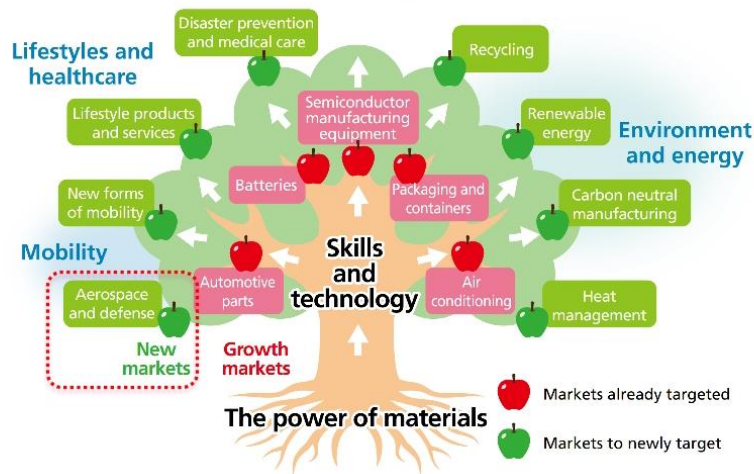 Disaster prevention
and medical care
Recycling
Lifestyles and
healthcare
Semiconductor
manufacturing
equipment
Lifestyle products
and services
Renewable
energy
Environment
and energy
Batteries
Packaging and
containers
New forms
of mobility
Carbon neutral
manufacturing
Mobility
Skills
and
technology
Automotive
parts
Air
conditioning
Aerospace
and defense
Heat
management
New
markets
Growth
markets
Markets already targeted
The power of materials
Markets to newly target